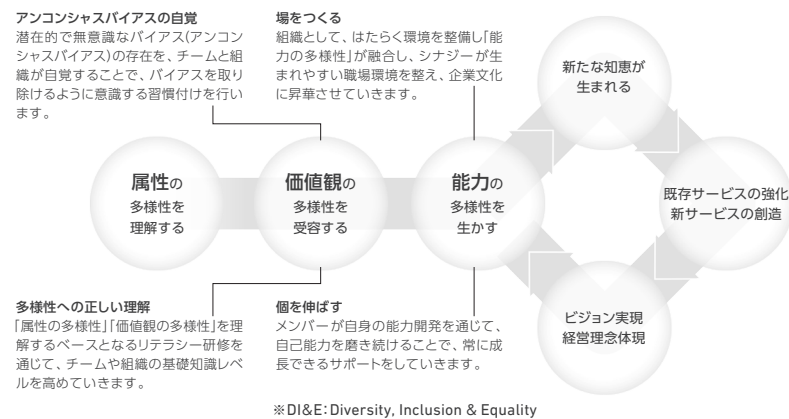 アンコンシャスバイアスの自覚
潜在的で無意識なバイアス(アンコン
シャスバイアス)の存在を、チームと組
織が自覚することで、バイアスを取り
除けるように意識する習慣付けを行い
ます。
場をつくる
組織として、はたらく環境を整備し「能
力の多様性」が融合し、シナジーが生
まれやすい職場環境を整え、企業文化
に昇華させていきます。
新たな知恵が
生まれる
属性の
多様性を
理解する
価値観の
多様性を
受容する
能力の
多様性を
生かす
既存サービスの強化
新サービスの創造
ビジョン実現
経営理念体現
多様性への正しい理解
「属性の多様性」「価値観の多様性」を理
解するベースとなるリテラシー研修を
通じて、チームや組織の基礎知識レベ
ルを高めていきます。
個を伸ばす
メンバーが自身の能力開発を通じて、
自己能力を磨き続けることで、常に成
長できるサポートをしていきます。
※DI&E：Diversity, Inclusion & Equality